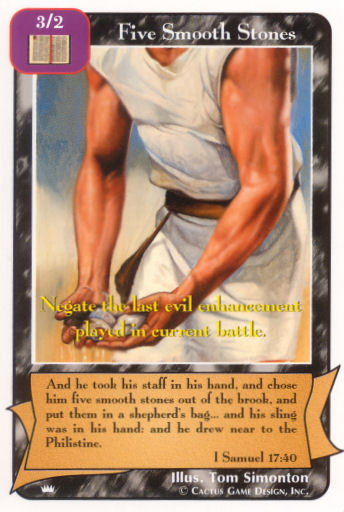 3/2
Five Smooth Stones
Negate the last evil enhancement
played in current battle.
And he took his staff in his hand, and chose
him five smooth stones out of the brook, and
put them in a shepherd's bag... and his sling
was in his hand: and he drew near to the
Philistine.
I Samuel 17:40
Illus. Tom Simonton
© Cactus Game Design, Inc.